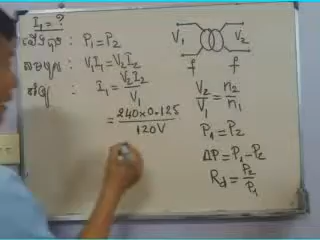 I₁ = ?
P₁ = P₂
V₁I₁ = V₂I₂
I₁ = V₂I₂ / V₁
= 240 x 0.125 / 120V
V₁ V₂
f f
V₂/V₁ = n₂/n₁
P₁ = P₂
ΔP = P₁ - P₂
Rd = P₂/P₁